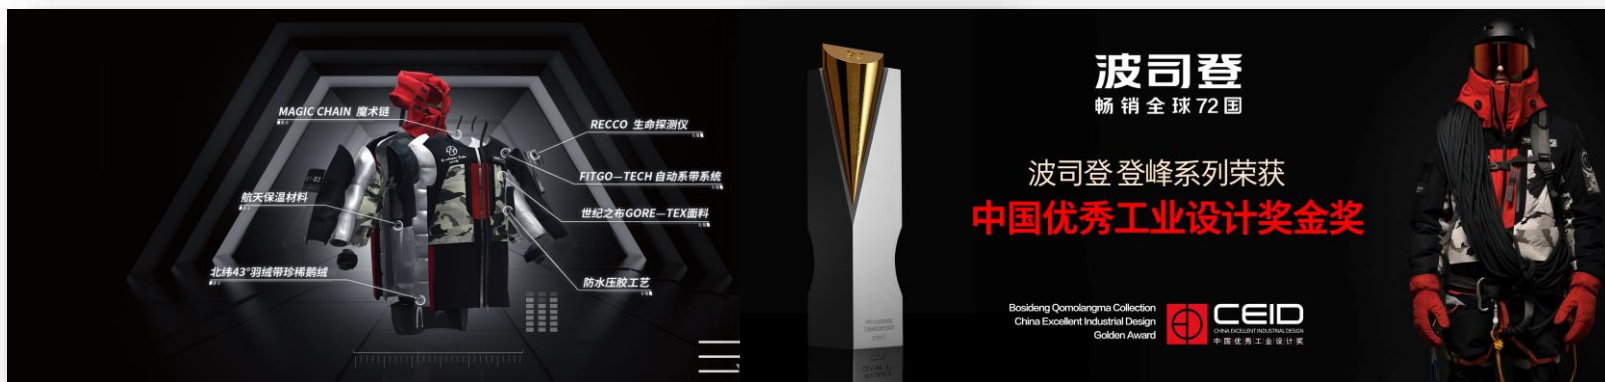 MAGIC CHAIN 魔术链
航天保温材料
北纬43°羽绒带珍稀鹅绒
RECCO 生命探测仪
FITGO—TECH 自动系带系统
世纪之布GORE—TEX面料
防水压胶工艺
波司登
畅销全球72国
波司登 登峰系列荣获
中国优秀工业设计奖金奖
Bosideng Qomolangma Collection
China Excellent Industrial Design
Golden Award
CEID
CHINA EXCELLENT INDUSTRIAL DESIGN
中国优秀工业设计奖